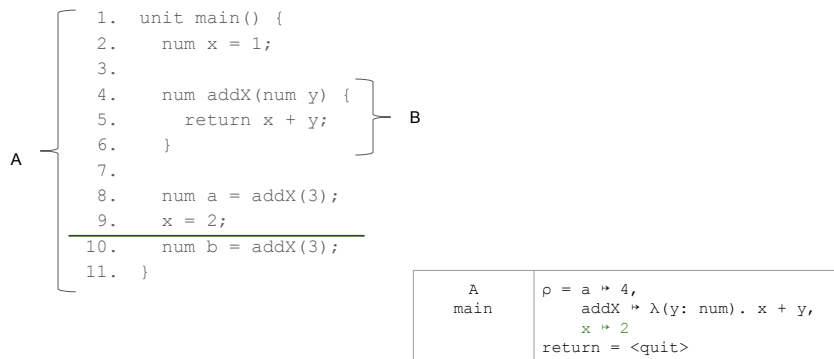 1. unit main() {
2. num x = 1;
3.
4. num addX(num y) {
5. return x + y;
6. }
B
A
7.
8. num a = addX(3);
9. x = 2;
10. num b = addX(3);
11. }
A
main
ρ = a ↦ 4,
addX ↦ λ(y: num). x + y,
x ↦ 2
return = <quit>